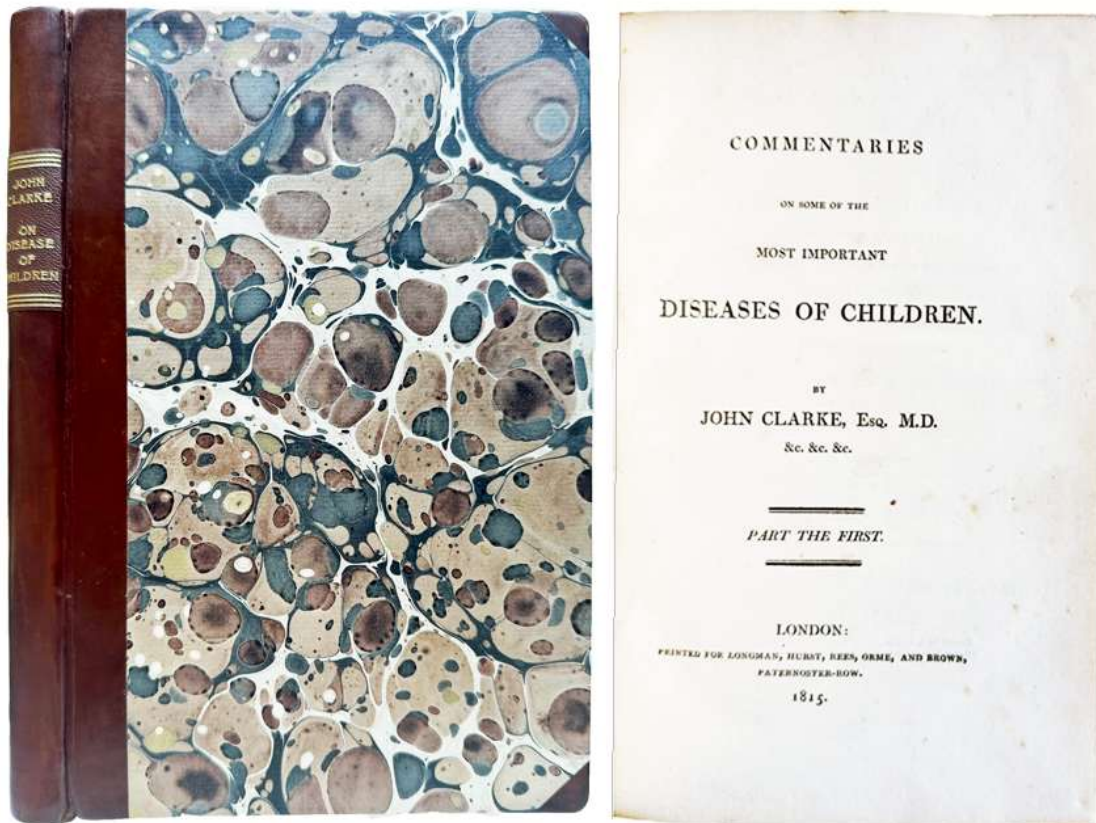 JOHN
CLARKE
ON
DISEASE
OF
CHILDREN
COMMENTARIES
ON SOME OF THE
MOST IMPORTANT
DISEASES OF CHILDREN.
BY
JOHN CLARKE, Esq. M.D.
&c. &c. &c.
PART THE FIRST.
LONDON:
PRINTED FOR LONGMAN, HURST, REES, ORME, AND BROWN,
PATERNOSTER-ROW.
1815.